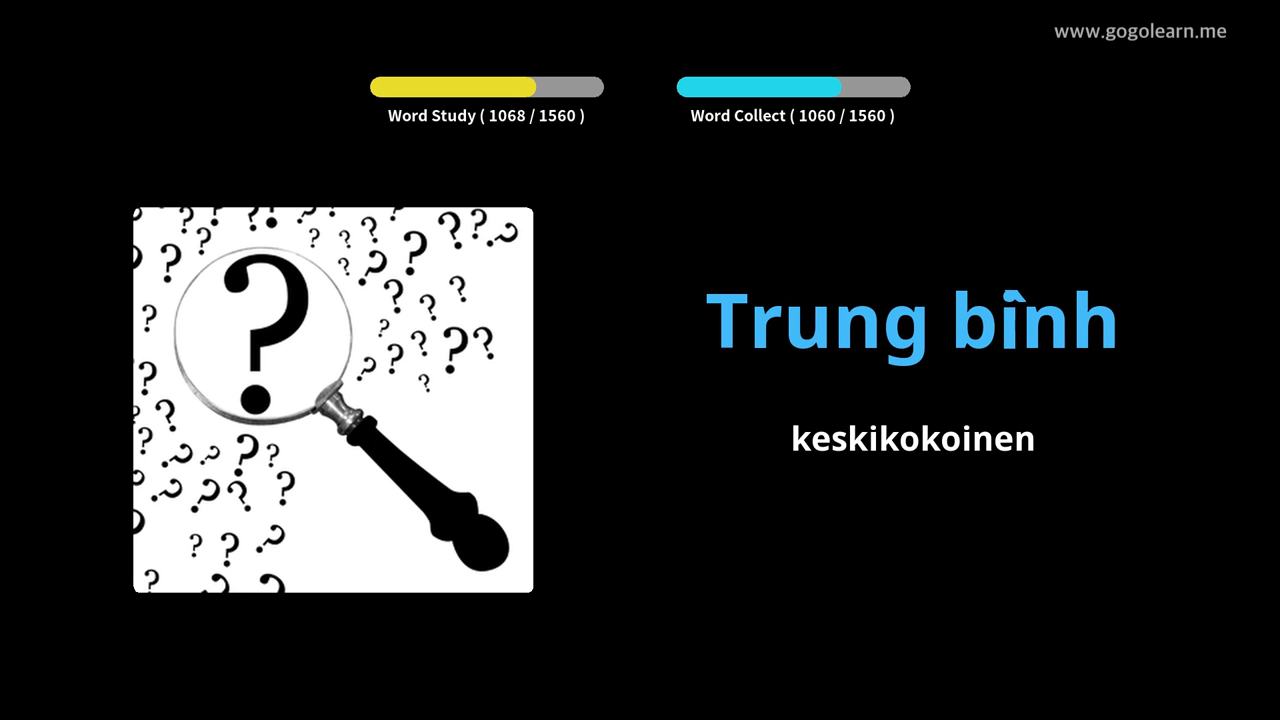 www.gogolearn.me
Word Study ( 1068 / 1560 )
Word Collect ( 1060 / 1560 )
Trung bình
keskikokoinen